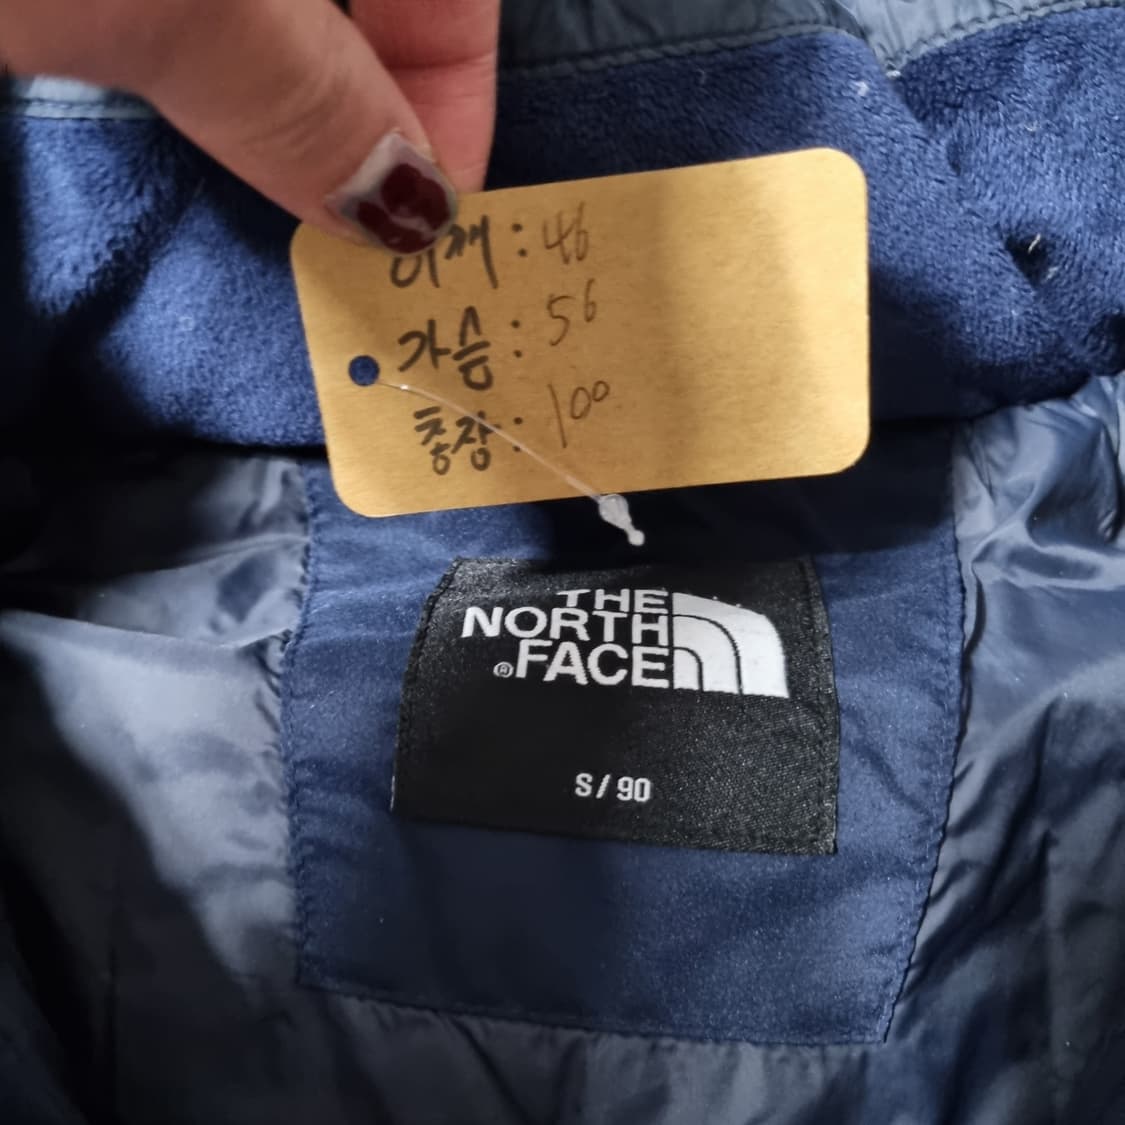 어깨 : 46
가슴 : 56
총장 : 100
THE
NORTH
®FACE
S / 90